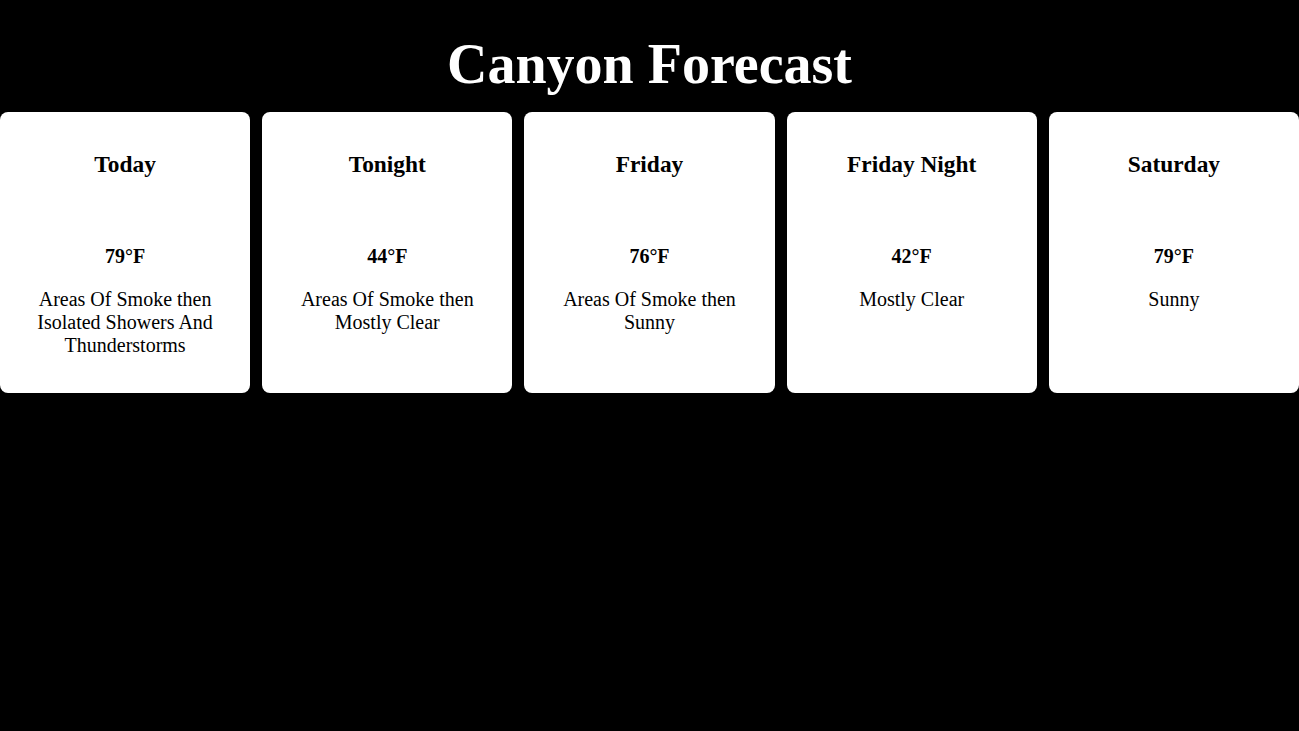 Canyon Forecast
Today
79°F
Areas Of Smoke then
Isolated Showers And
Thunderstorms
Tonight
44°F
Areas Of Smoke then
Mostly Clear
Friday
76°F
Areas Of Smoke then
Sunny
Friday Night
42°F
Mostly Clear
Saturday
79°F
Sunny